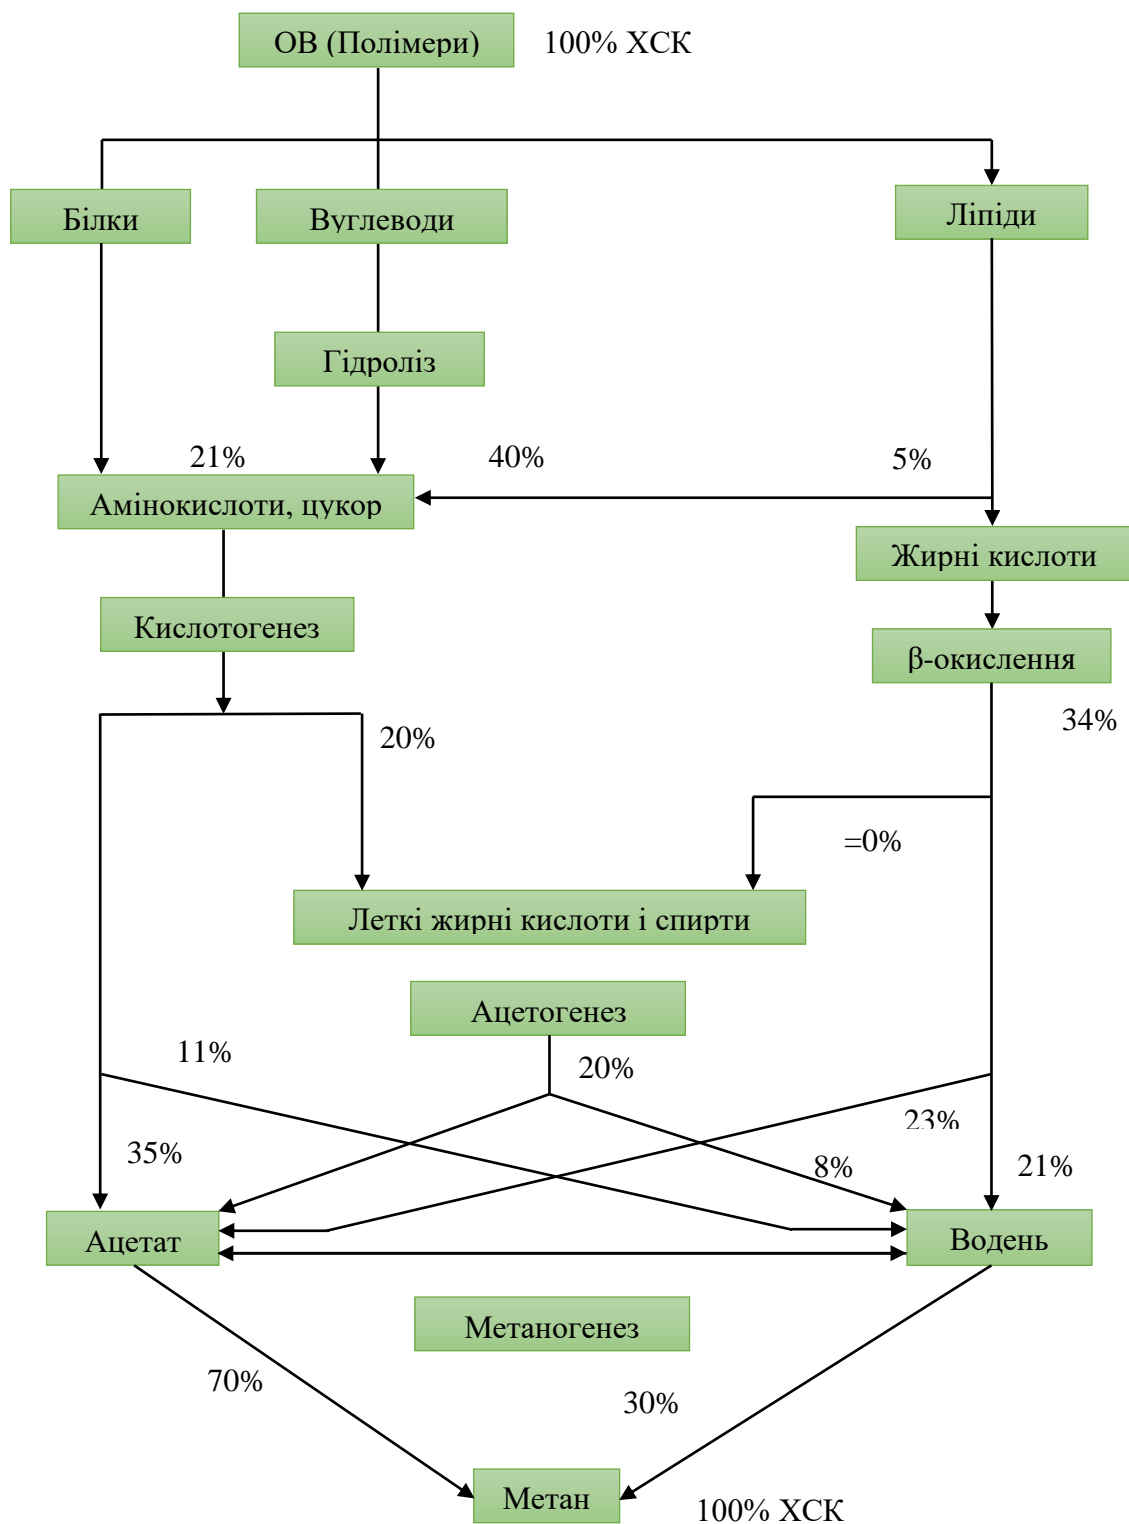 ОВ (Полімери) 100% ХСК
Білки
Вуглеводи
Ліпіди
Гідроліз
21%
40%
5%
Амінокислоти, цукор
Жирні кислоти
Кислотогенез
β-окислення
34%
20%
=0%
Леткі жирні кислоти і спирти
Ацетогенез
11%
20%
23%
35%
8%
21%
Ацетат
Водень
Метаногенез
70%
30%
Метан
100% ХСК